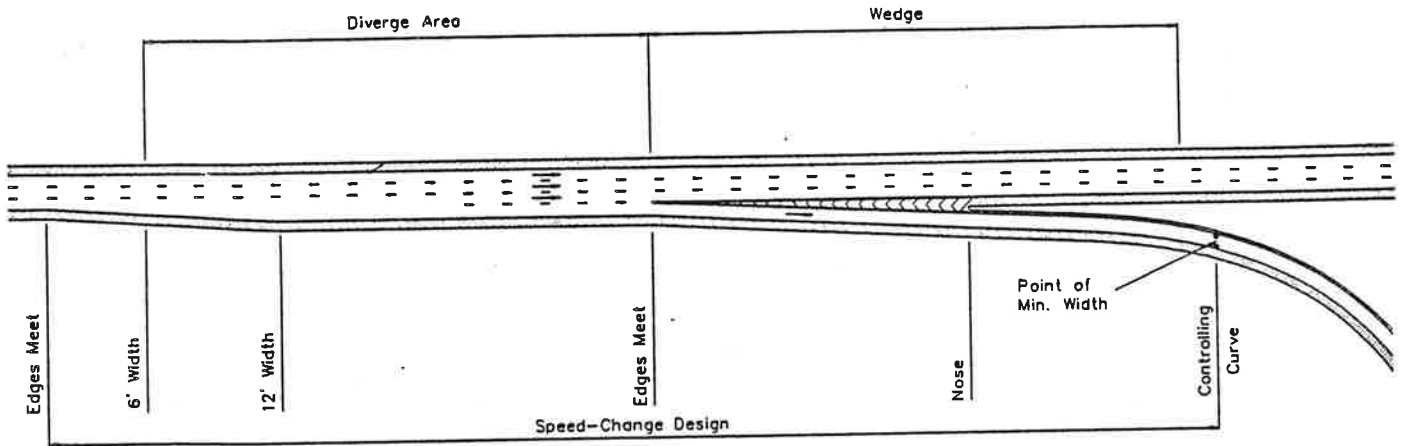 Diverge Area
Wedge
Point of
Min. Width
Edges Meet
6' Width
12' Width
Edges Meet
Nose
Controlling
Curve
Speed-Change Design